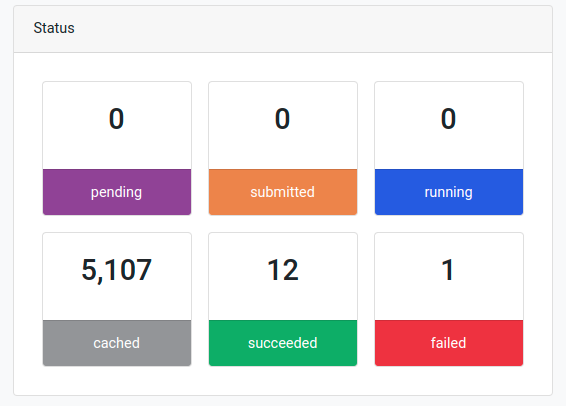 Status
0
0
0
pending
submitted
running
5,107
12
1
cached
succeeded
failed